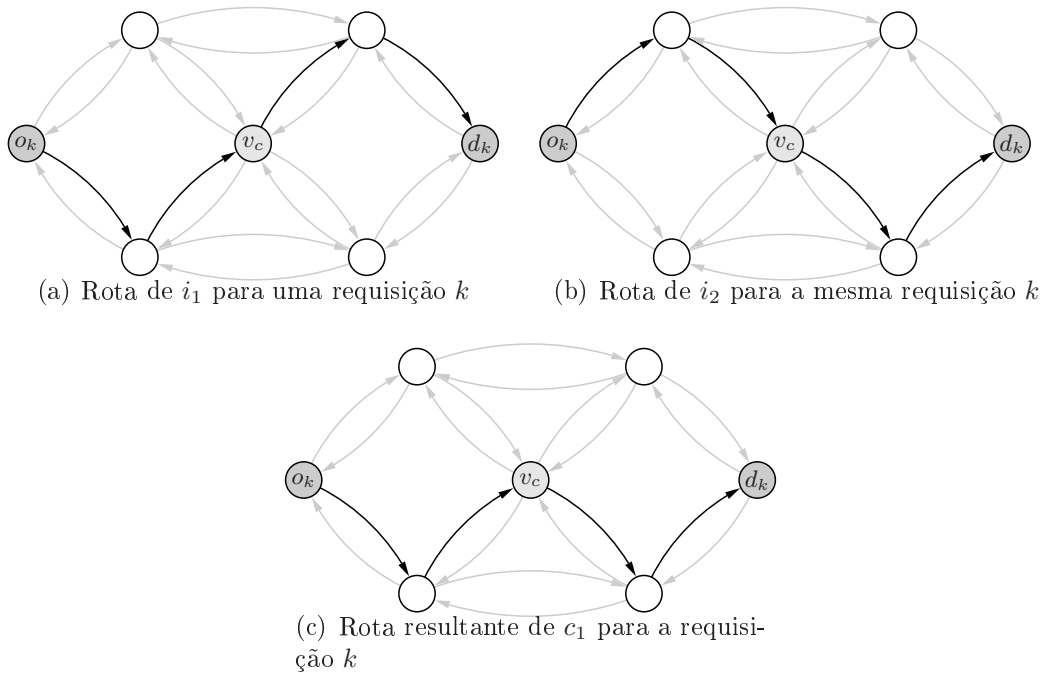 o_k v_c d_k
(a) Rota de i_1 para uma requisição k
o_k v_c d_k
(b) Rota de i_2 para a mesma requisição k
o_k v_c d_k
(c) Rota resultante de c_1 para a requisi-
ção k